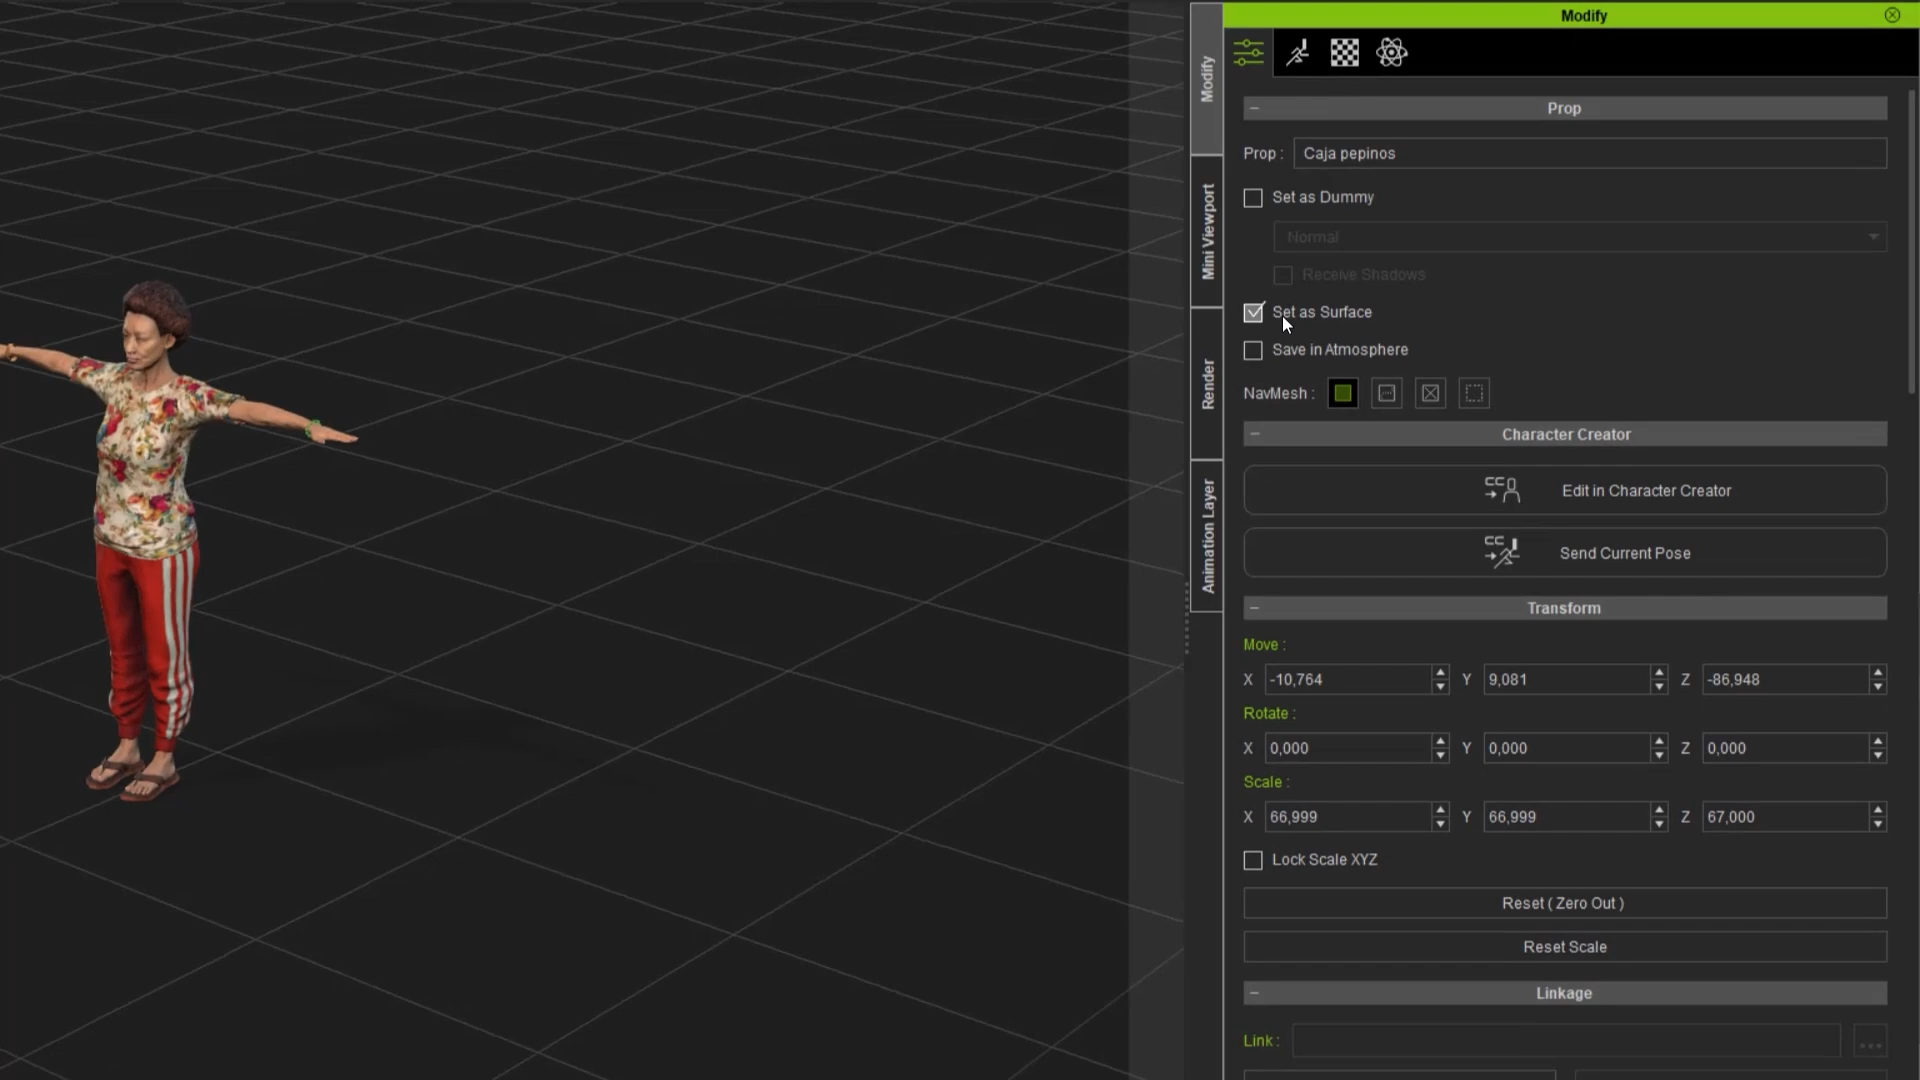 Modify
Modify
Mini Viewport
Render
Animation Layer
Prop
Prop : Caja pepinos
Set as Dummy
Normal
Receive Shadows
Set as Surface
Save in Atmosphere
NavMesh :
Character Creator
CC Edit in Character Creator
CC Send Current Pose
Transform
Move :
X -10,764 Y 9,081 Z -86,948
Rotate :
X 0,000 Y 0,000 Z 0,000
Scale :
X 66,999 Y 66,999 Z 67,000
Lock Scale XYZ
Reset ( Zero Out )
Reset Scale
Linkage
Link : ...